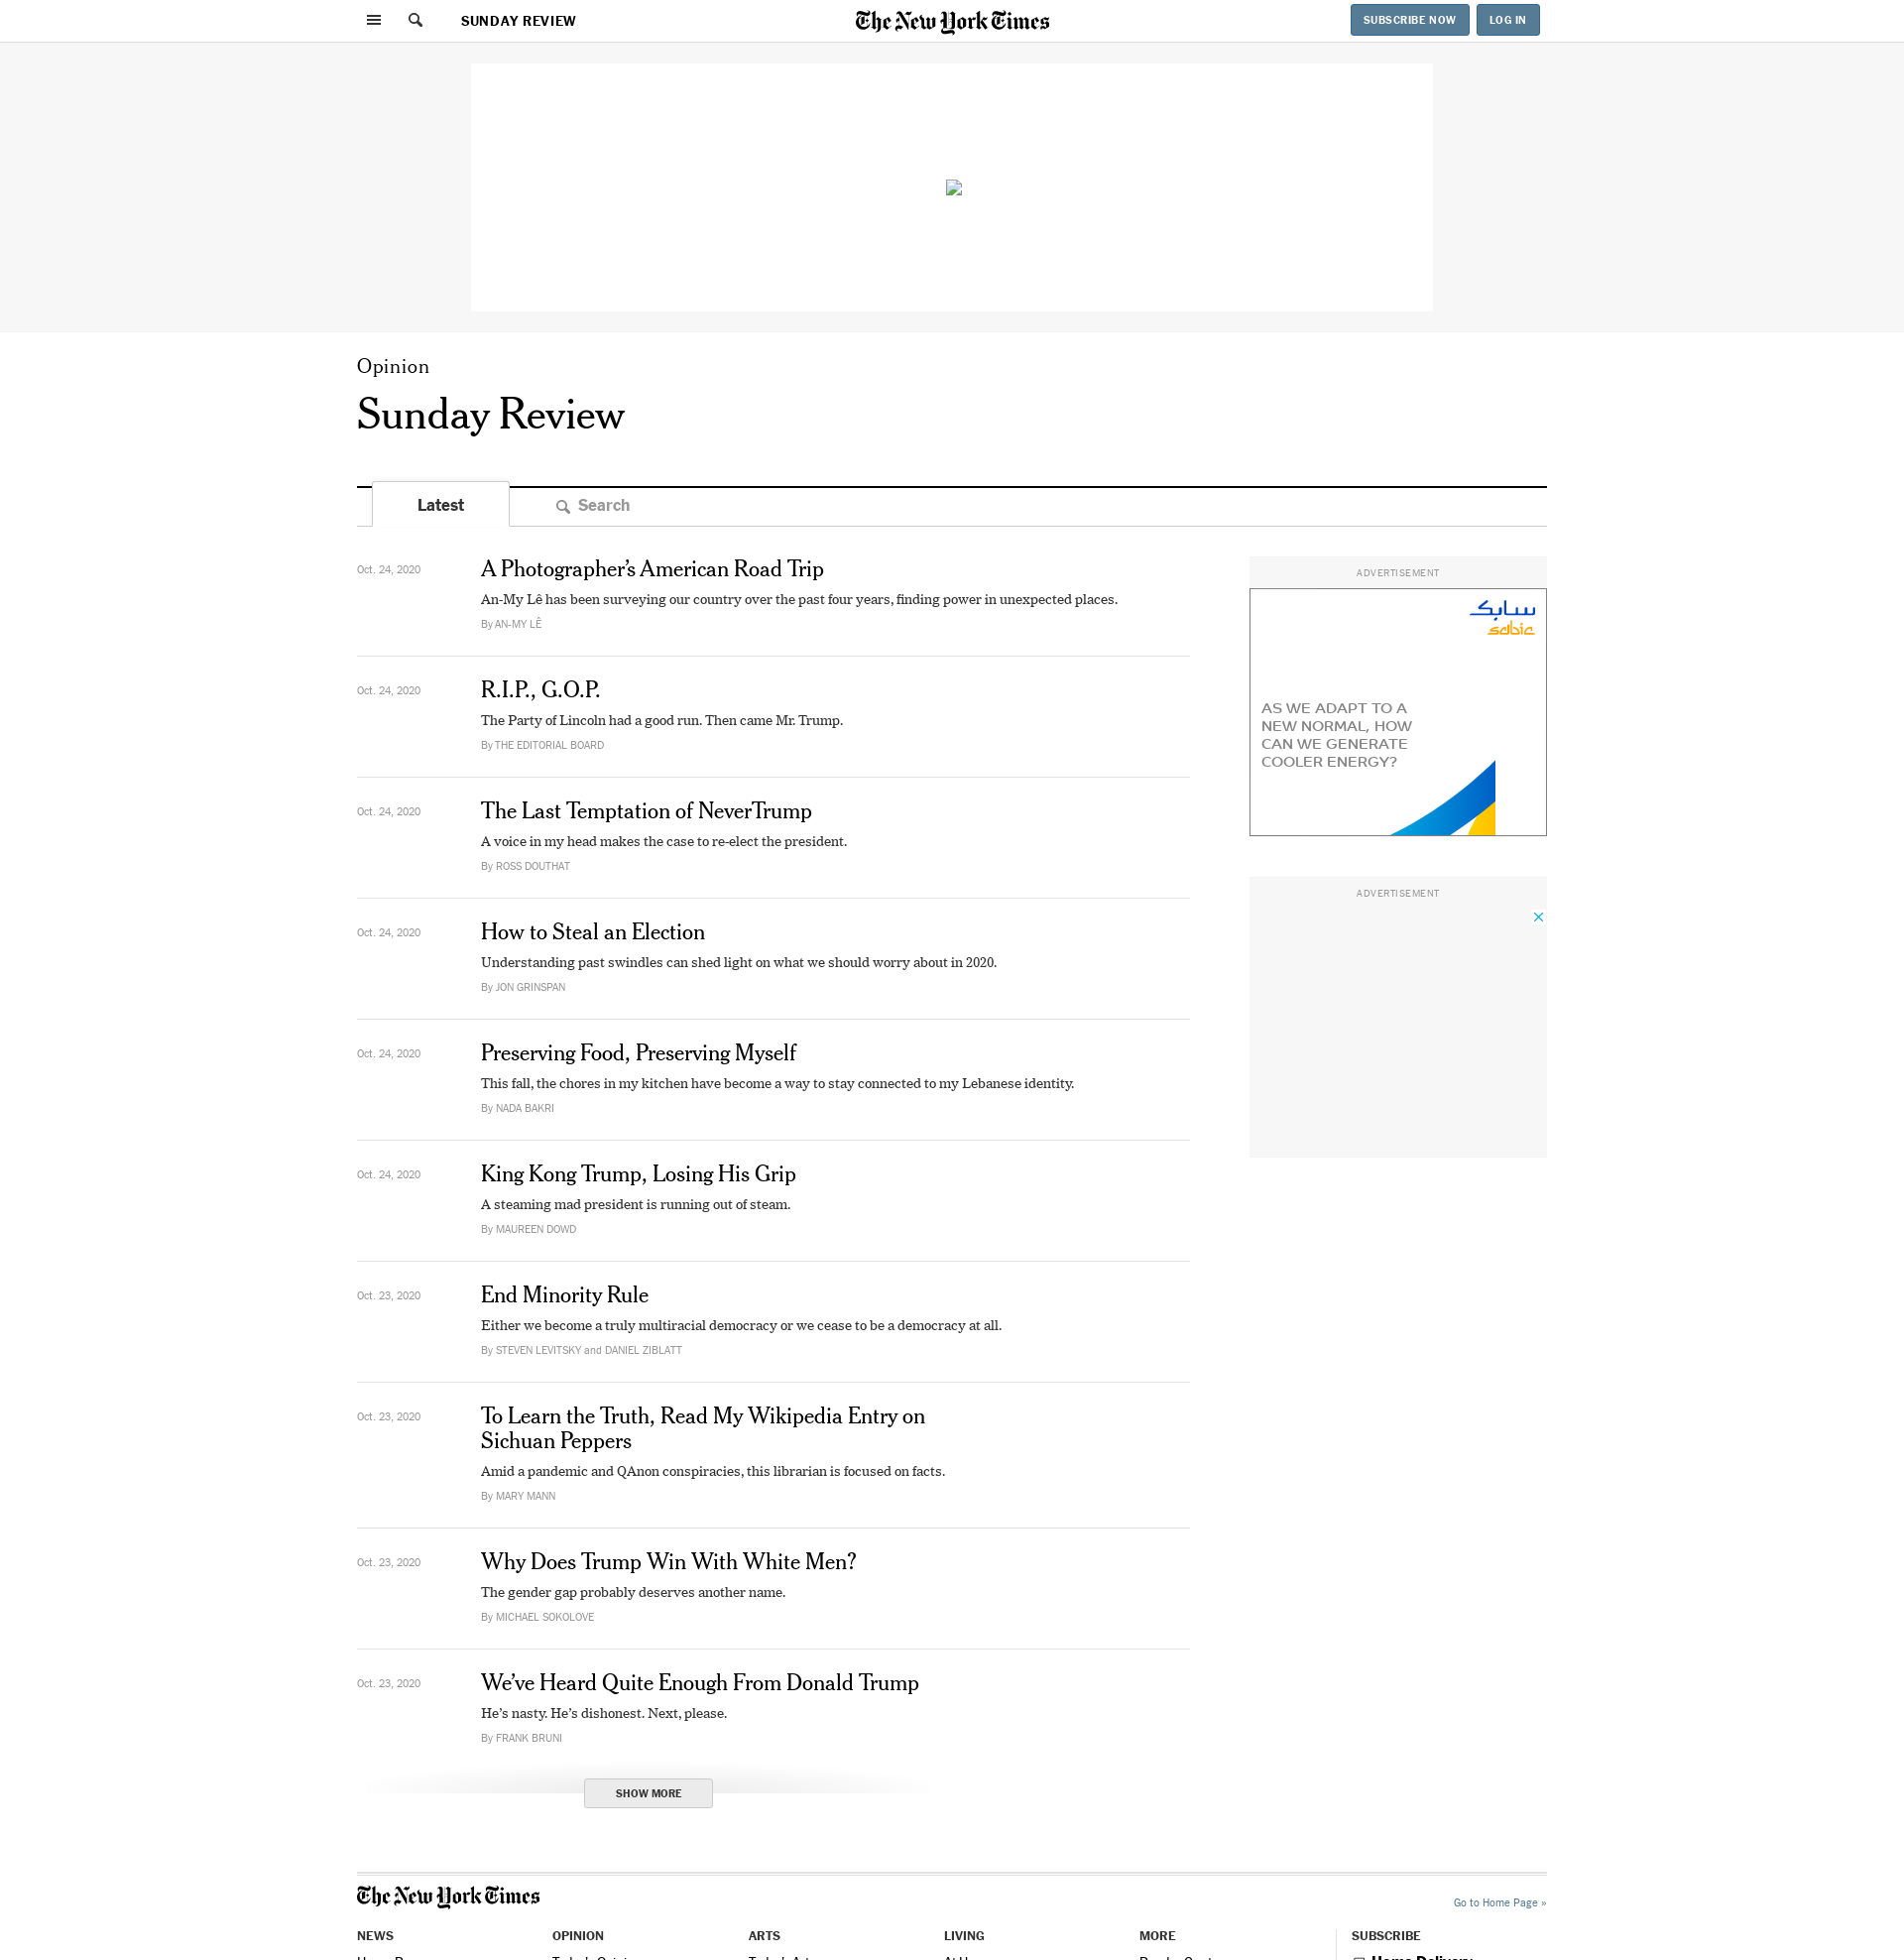 SUNDAY REVIEW
The New York Times
SUBSCRIBE NOW
LOG IN
Opinion
Sunday Review
Latest
Search
Oct. 24, 2020
A Photographer’s American Road Trip
An-My Lê has been surveying our country over the past four years, finding power in unexpected places.
By AN-MY LÊ
Oct. 24, 2020
R.I.P., G.O.P.
The Party of Lincoln had a good run. Then came Mr. Trump.
By THE EDITORIAL BOARD
Oct. 24, 2020
The Last Temptation of NeverTrump
A voice in my head makes the case to re-elect the president.
By ROSS DOUTHAT
Oct. 24, 2020
How to Steal an Election
Understanding past swindles can shed light on what we should worry about in 2020.
By JON GRINSPAN
Oct. 24, 2020
Preserving Food, Preserving Myself
This fall, the chores in my kitchen have become a way to stay connected to my Lebanese identity.
By NADA BAKRI
Oct. 24, 2020
King Kong Trump, Losing His Grip
A steaming mad president is running out of steam.
By MAUREEN DOWD
Oct. 23, 2020
End Minority Rule
Either we become a truly multiracial democracy or we cease to be a democracy at all.
By STEVEN LEVITSKY and DANIEL ZIBLATT
Oct. 23, 2020
To Learn the Truth, Read My Wikipedia Entry on
Sichuan Peppers
Amid a pandemic and QAnon conspiracies, this librarian is focused on facts.
By MARY MANN
Oct. 23, 2020
Why Does Trump Win With White Men?
The gender gap probably deserves another name.
By MICHAEL SOKOLOVE
Oct. 23, 2020
We’ve Heard Quite Enough From Donald Trump
He’s nasty. He’s dishonest. Next, please.
By FRANK BRUNI
SHOW MORE
ADVERTISEMENT
سابك
sabic
AS WE ADAPT TO A
NEW NORMAL, HOW
CAN WE GENERATE
COOLER ENERGY?
ADVERTISEMENT
The New York Times
Go to Home Page »
NEWS
OPINION
ARTS
LIVING
MORE
SUBSCRIBE
Home Delivery